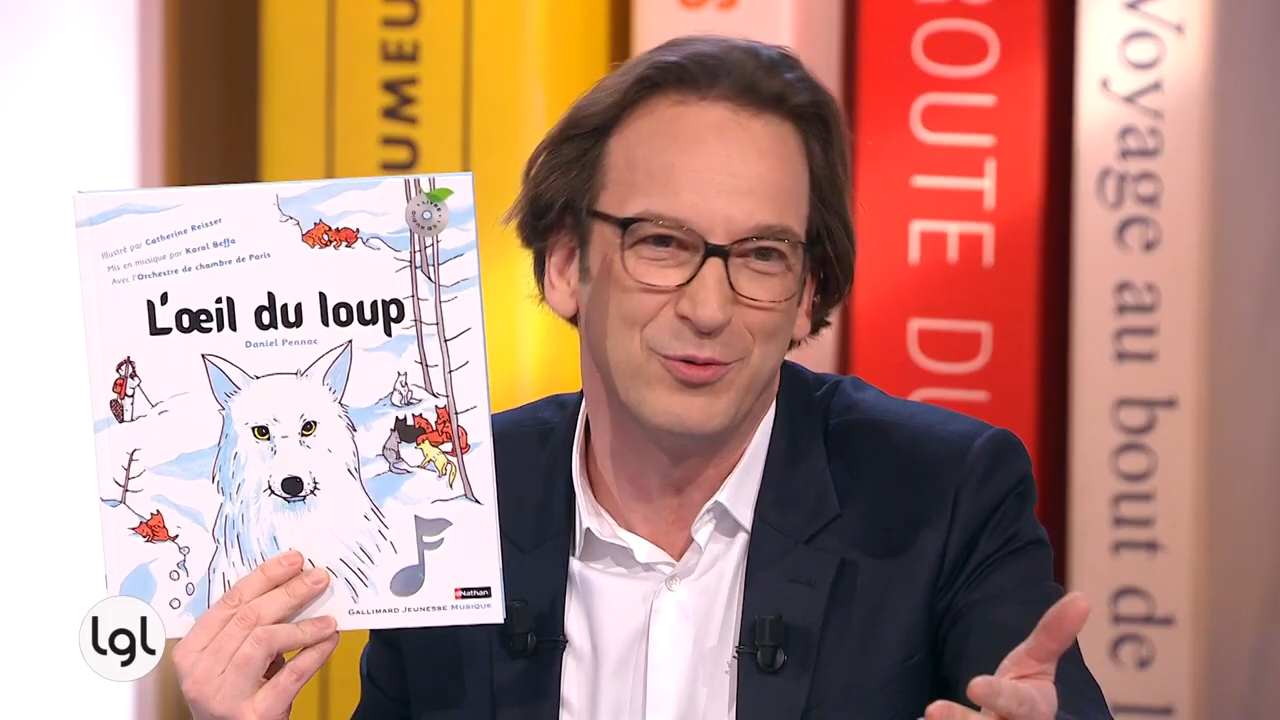 UMEU
ROUTE DU
Voyage au bout de l
Illustré par Catherine Reisser
Mis en musique par Karol Beffa
Avec l'Orchestre de chambre de Paris
L'œil du loup
Daniel Pennac
Nathan
GALLIMARD JEUNESSE MUSIQUE
lgl